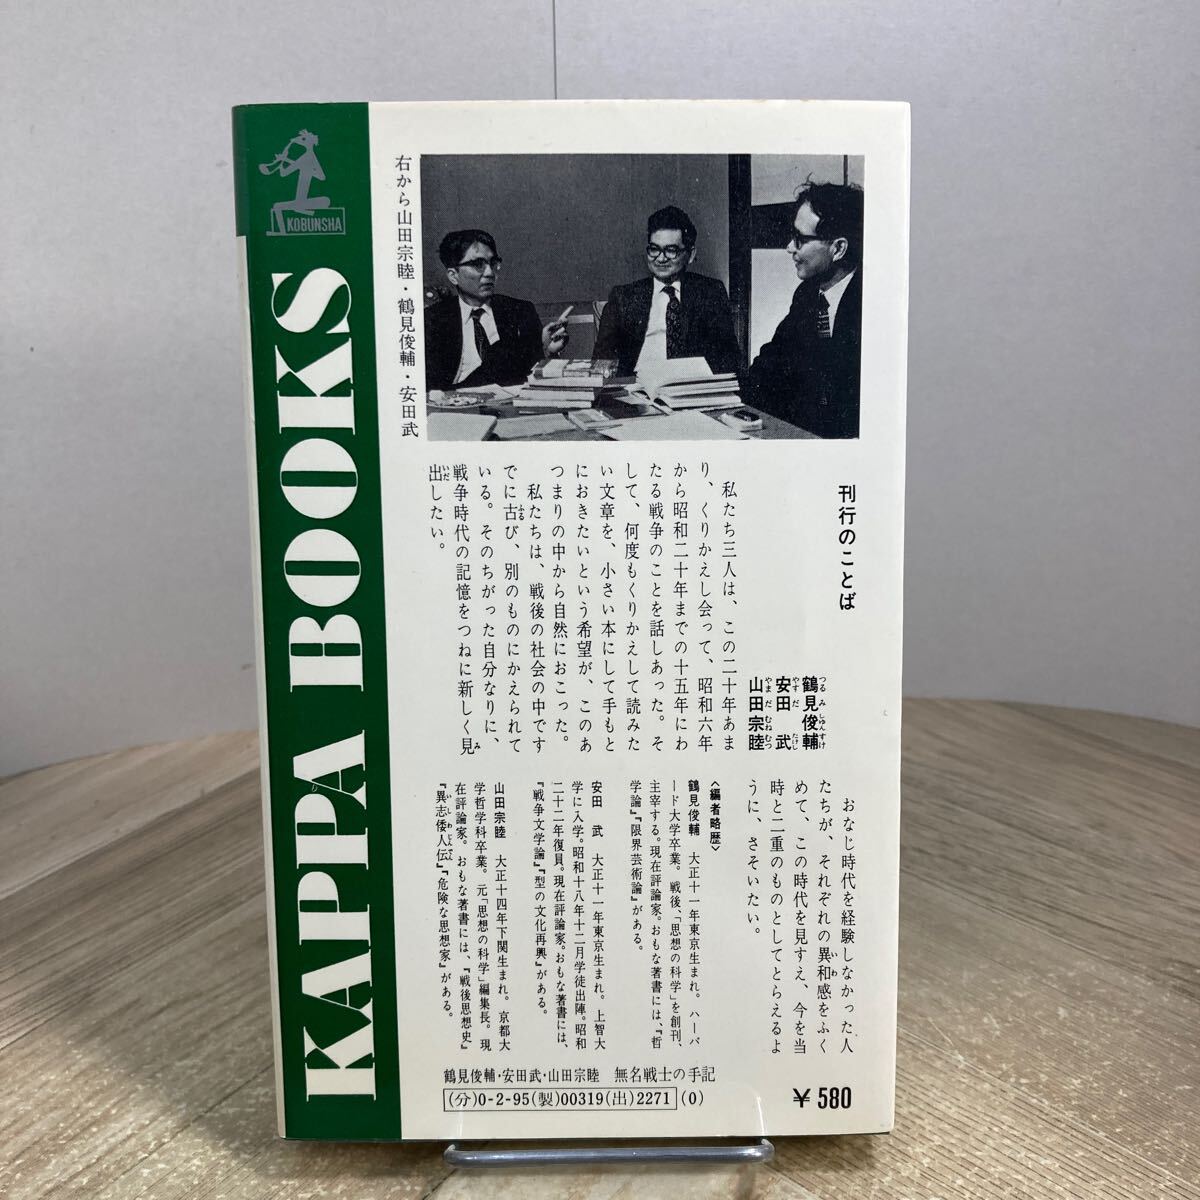 KOBUNSHA
KAPPA BOOKS
右から山田宗睦・鶴見俊輔・安田武
刊行のことば
鶴見俊輔
つるみしゅんすけ
安田武
やすだたけし
山田宗睦
やまだむねむつ
私たち三人は、この二十年あま
り、くりかえし会って、昭和六年
から昭和二十年までの十五年にわ
たる戦争のことを話しあった。そ
して、何度もくりかえして読みた
い文章を、小さい本にして手もと
におきたいという希望が、このあ
つまりの中から自然におこった。
私たちは、戦後の社会の中です
でに古び、別のものにかえられて
いる。そのちがった自分なりに、
戦争時代の記憶をつねに新しく見
出したい。
おなじ時代を経験しなかった人
たちが、それぞれの異和感をふく
めて、この時代を見すえ、今を当
時と二重のものとしてとらえるよ
うに、さそいたい。
〈編者略歴〉
鶴見俊輔　大正十一年東京生まれ。ハーバ
ード大学卒業。戦後、「思想の科学」を創刊、
主宰する。現在評論家。おもな著書には、『哲
学論』『限界芸術論』がある。
安田　武　大正十一年東京生まれ。上智大
学に入学。昭和十八年十二月学徒出陣。昭和
二十二年復員。現在評論家。おもな著書には、
『戦争文学論』『型の文化再興』がある。
山田宗睦　大正十四年下関生まれ。京都大
学哲学科卒業。元「思想の科学」編集長。現
在評論家。おもな著書には、『戦後思想史』
『異志倭人伝』『危険な思想家』がある。
鶴見俊輔・安田武・山田宗睦　無名戦士の手記
(分)0-2-95(製)00319(出)2271(0)
￥580